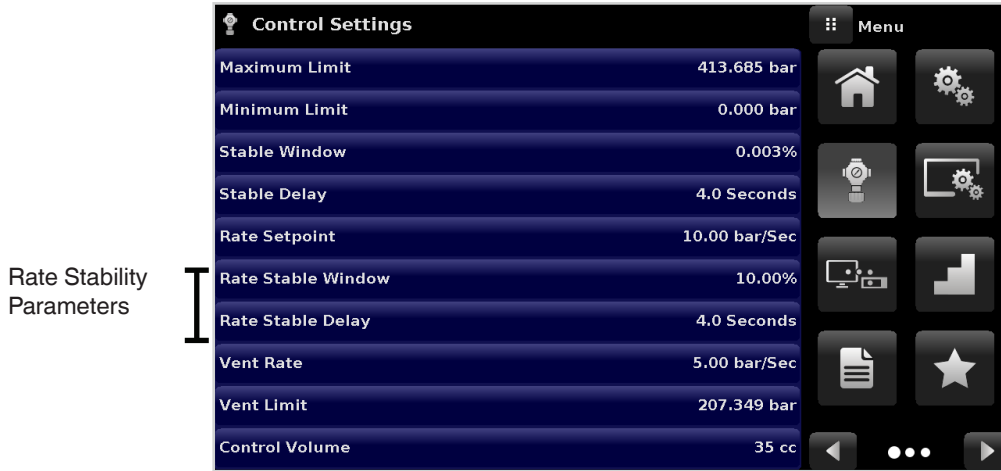 Control Settings
Menu
Maximum Limit 413.685 bar
Minimum Limit 0.000 bar
Stable Window 0.003%
Stable Delay 4.0 Seconds
Rate Setpoint 10.00 bar/Sec
Rate Stability
Parameters
Rate Stable Window 10.00%
Rate Stable Delay 4.0 Seconds
Vent Rate 5.00 bar/Sec
Vent Limit 207.349 bar
Control Volume 35 cc